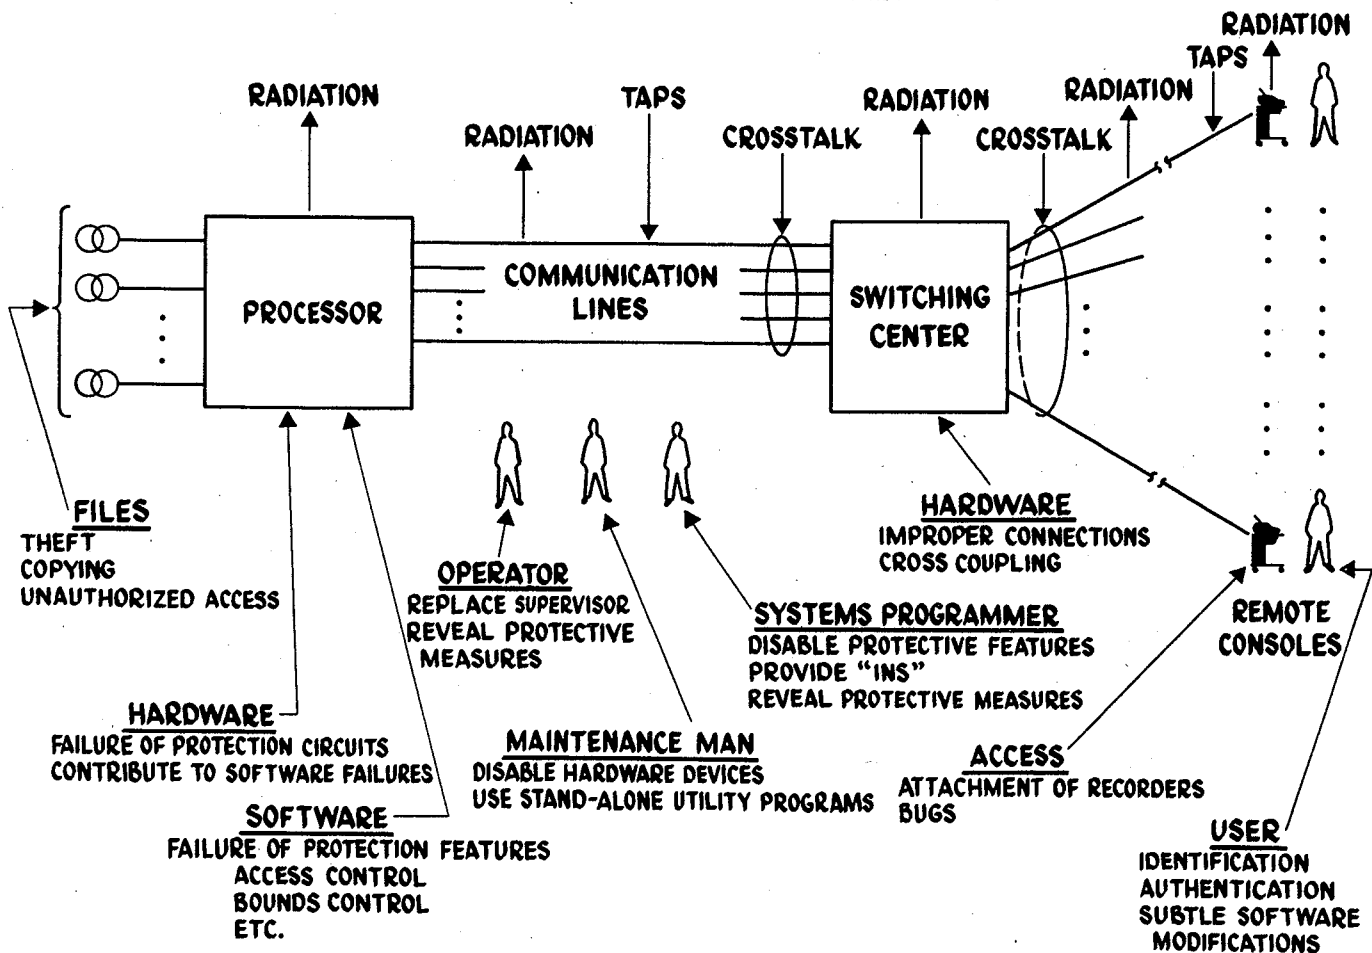 RADIATION
TAPS
RADIATION
RADIATION
TAPS
RADIATION
RADIATION
CROSSTALK
CROSSTALK
COMMUNICATION
LINES
PROCESSOR
SWITCHING
CENTER
FILES
THEFT
COPYING
UNAUTHORIZED ACCESS
HARDWARE
FAILURE OF PROTECTION CIRCUITS
CONTRIBUTE TO SOFTWARE FAILURES
SOFTWARE
FAILURE OF PROTECTION FEATURES
ACCESS CONTROL
BOUNDS CONTROL
ETC.
OPERATOR
REPLACE SUPERVISOR
REVEAL PROTECTIVE
MEASURES
MAINTENANCE MAN
DISABLE HARDWARE DEVICES
USE STAND-ALONE UTILITY PROGRAMS
SYSTEMS PROGRAMMER
DISABLE PROTECTIVE FEATURES
PROVIDE "INS"
REVEAL PROTECTIVE MEASURES
HARDWARE
IMPROPER CONNECTIONS
CROSS COUPLING
REMOTE
CONSOLES
ACCESS
ATTACHMENT OF RECORDERS
BUGS
USER
IDENTIFICATION
AUTHENTICATION
SUBTLE SOFTWARE
MODIFICATIONS